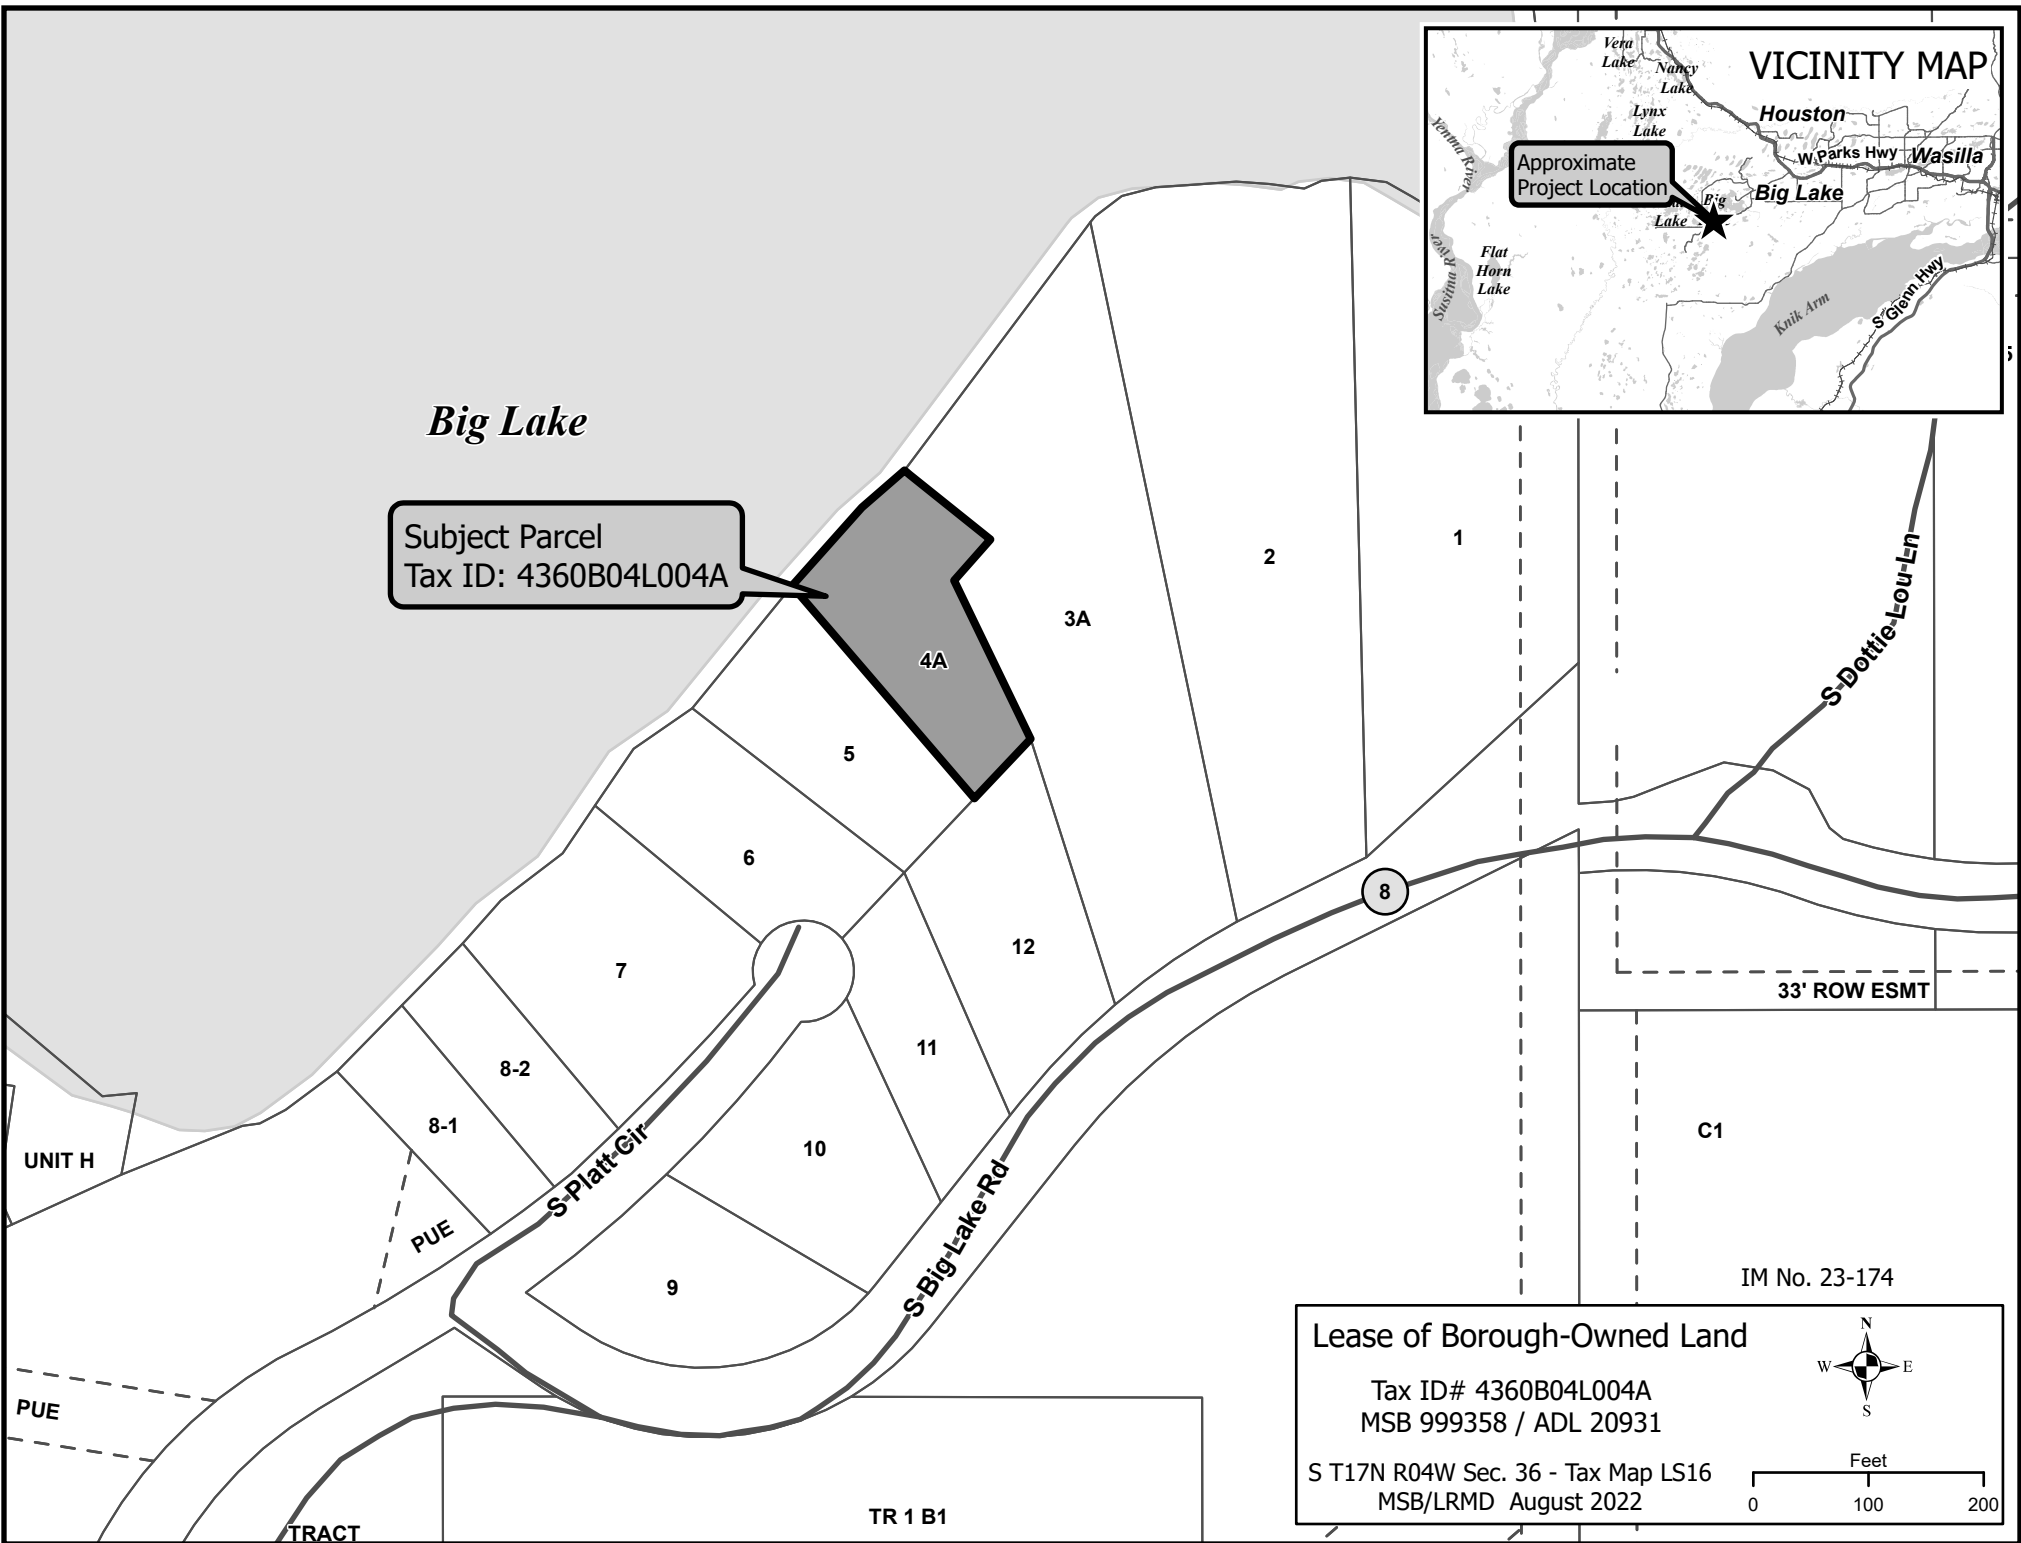 VICINITY MAP
Vera
Lake
Nancy
Lake
Lynx
Lake
Houston
W Parks Hwy
Wasilla
Yentna River
Approximate
Project Location
Big Lake
Big
Lake
Flat
Horn
Lake
Susitna River
Knik Arm
S Glenn Hwy
Big Lake
Subject Parcel
Tax ID: 4360B04L004A
4A
3A
2
1
S Dottie Lou Ln
5
6
7
8
12
33' ROW ESMT
11
8-2
8-1
10
C1
UNIT H
S Platt Cir
PUE
S Big Lake Rd
9
PUE
TR 1 B1
TRACT
IM No. 23-174
Lease of Borough-Owned Land
Tax ID# 4360B04L004A
MSB 999358 / ADL 20931
S T17N R04W Sec. 36 - Tax Map LS16
MSB/LRMD August 2022
N
W
E
S
Feet
0 100 200